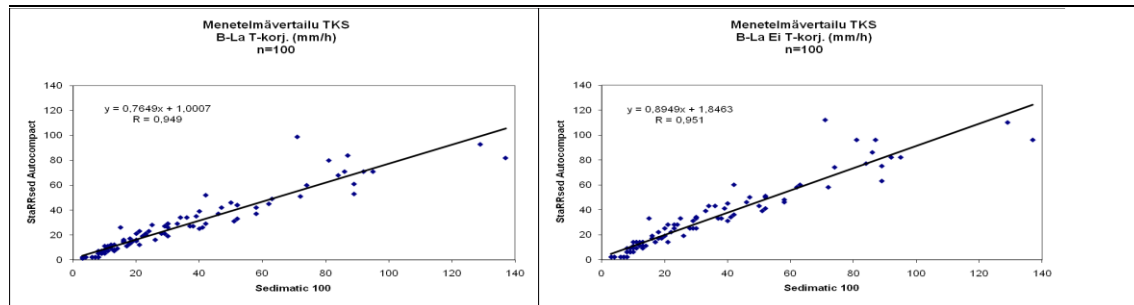 Menetelmävertailu TKS
B-La T-korj. (mm/h)
n=100
140
120
100
80
60
40
20
0
y = 0,7649x + 1,0007
R = 0,949
StaRRsed Autocompact
0 20 40 60 80 100 120 140
Sedimatic 100
Menetelmävertailu TKS
B-La Ei T-korj. (mm/h)
n=100
140
120
100
80
60
40
20
0
y = 0,8949x + 1,8463
R = 0,951
StaRRsed Autocompact
0 20 40 60 80 100 120 140
Sedimatic 100